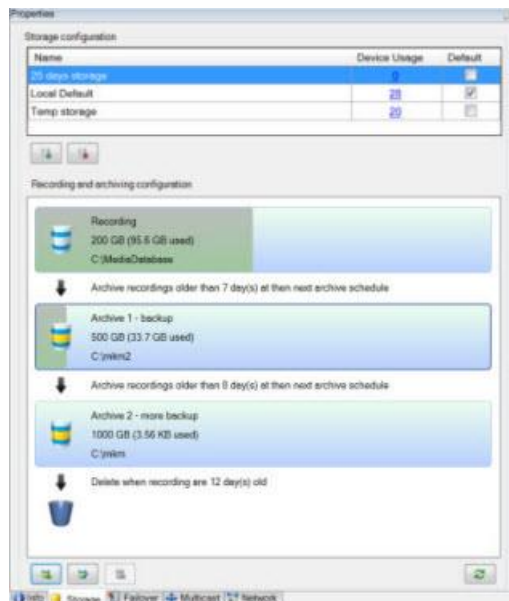 Properties
Storage configuration
Name Device Usage Default
25 days storage 0
Local Default 28
Temp storage 20
Recording and archiving configuration
Recording
200 GB (95.6 GB used)
C:\MediaDatabase
Archive recordings older than 7 day(s) at then next archive schedule
Archive 1 - backup
500 GB (33.7 GB used)
C:\mkm2
Archive recordings older than 8 day(s) at then next archive schedule
Archive 2 - more backup
1000 GB (3.56 KB used)
C:\mkm
Delete when recording are 12 day(s) old
Info Storage Failover Multicast Network